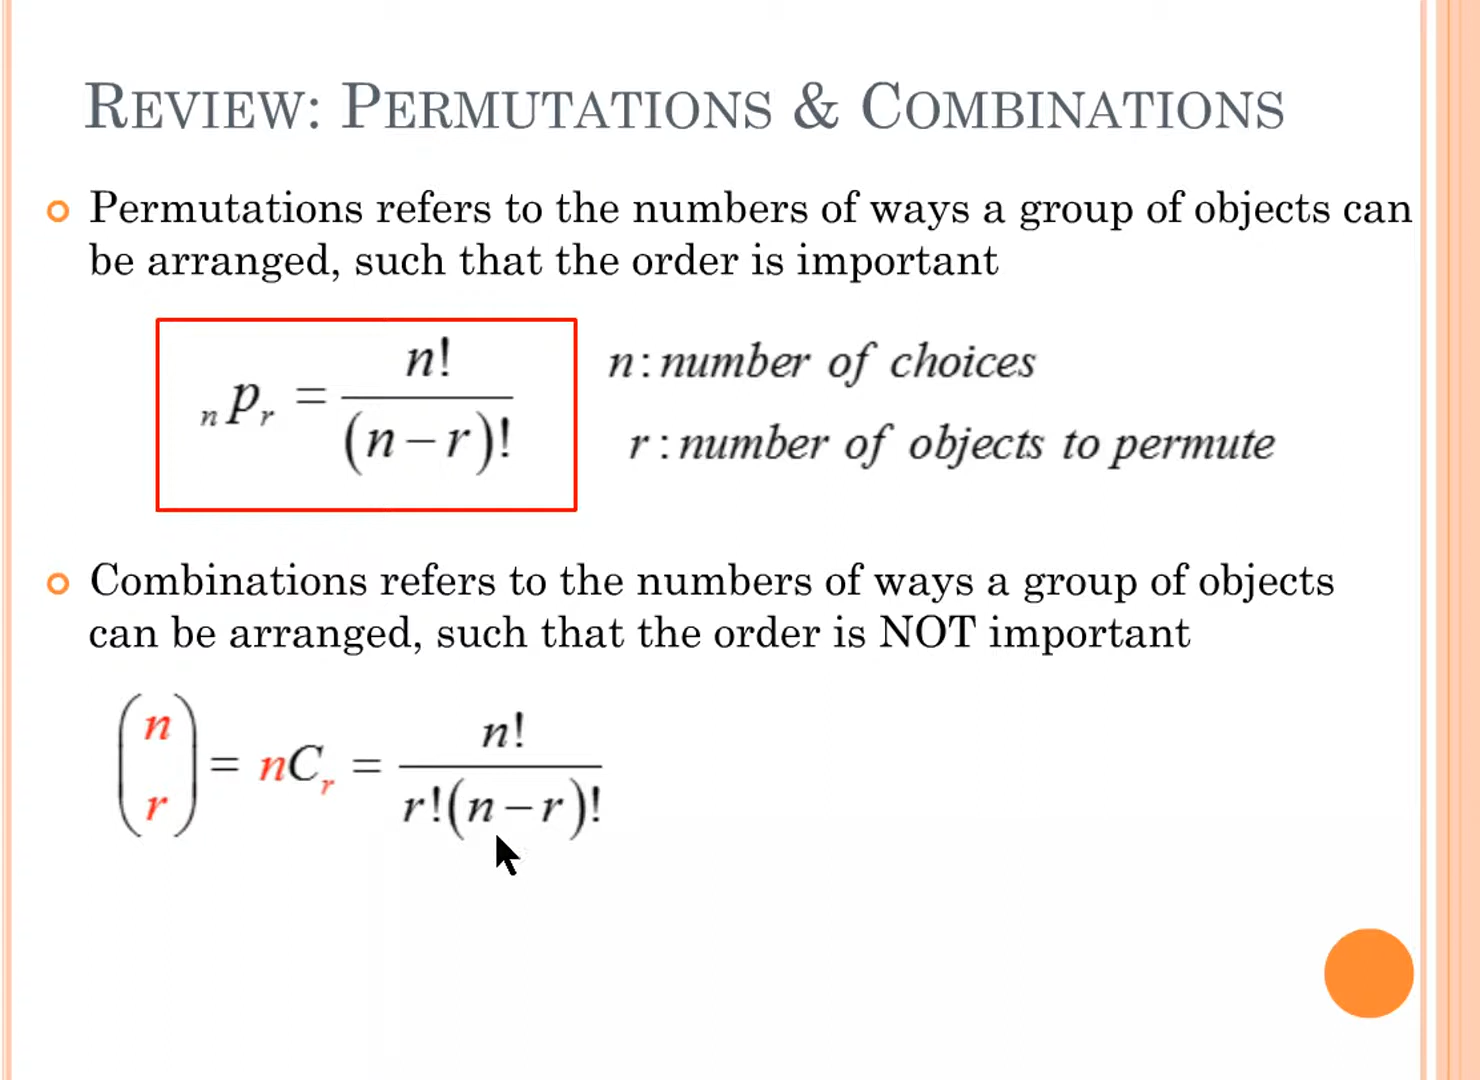 REVIEW: PERMUTATIONS & COMBINATIONS
Permutations refers to the numbers of ways a group of objects can
be arranged, such that the order is important
ₙpᵣ = n! / (n − r)!
n : number of choices
r : number of objects to permute
Combinations refers to the numbers of ways a group of objects
can be arranged, such that the order is NOT important
(n r) = nCᵣ = n! / r!(n − r)!